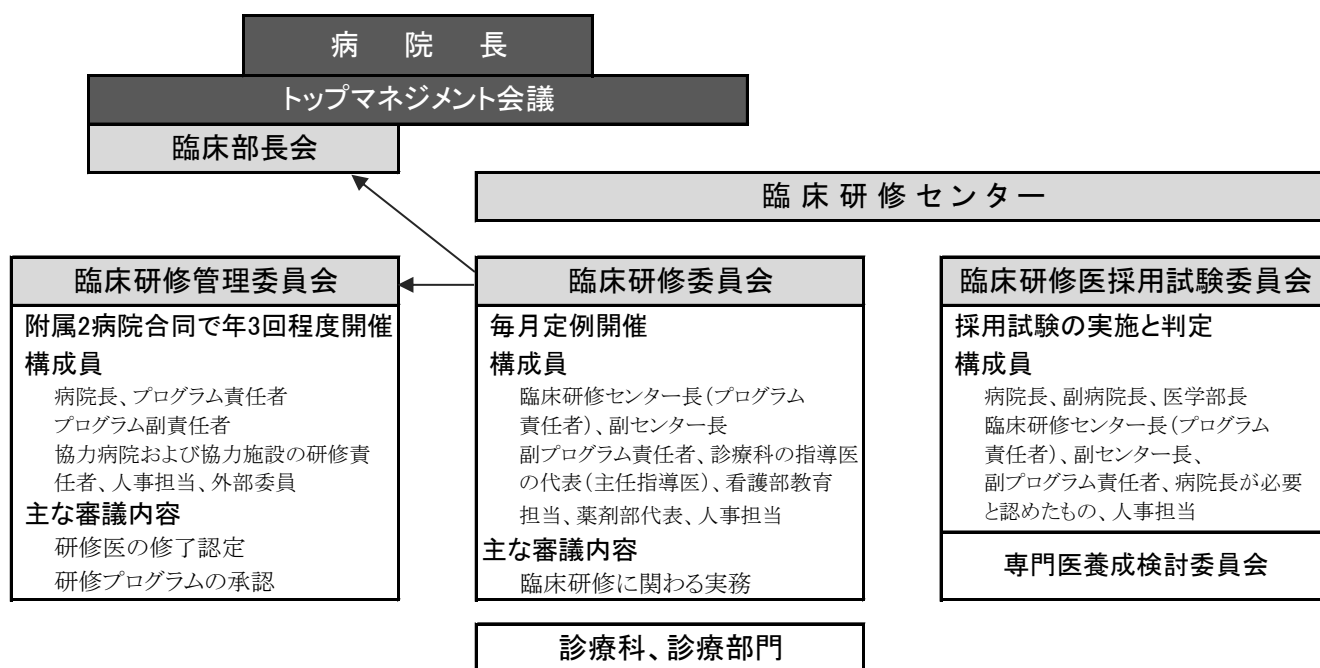 病　院　長
トップマネジメント会議
臨床部長会
臨床研修センター
臨床研修管理委員会
附属2病院合同で年3回程度開催
構成員
病院長、プログラム責任者
プログラム副責任者
協力病院および協力施設の研修責
任者、人事担当、外部委員
主な審議内容
研修医の修了認定
研修プログラムの承認
臨床研修委員会
毎月定例開催
構成員
臨床研修センター長（プログラム
責任者）、副センター長
副プログラム責任者、診療科の指導医
の代表（主任指導医）、看護部教育
担当、薬剤部代表、人事担当
主な審議内容
臨床研修に関わる実務
臨床研修医採用試験委員会
採用試験の実施と判定
構成員
病院長、副病院長、医学部長
臨床研修センター長（プログラム
責任者）、副センター長、
副プログラム責任者、病院長が必要
と認めたもの、人事担当
専門医養成検討委員会
診療科、診療部門